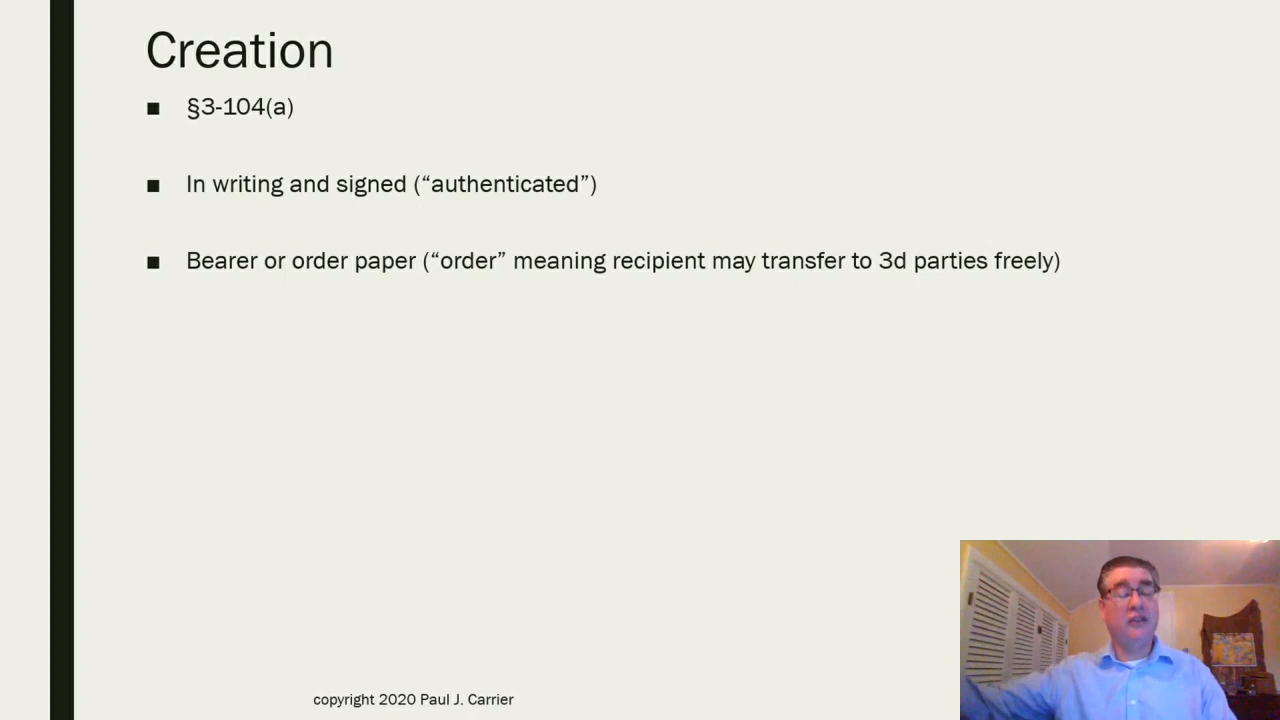 Creation
§3-104(a)
In writing and signed (“authenticated”)
Bearer or order paper (“order” meaning recipient may transfer to 3d parties freely)
copyright 2020 Paul J. Carrier